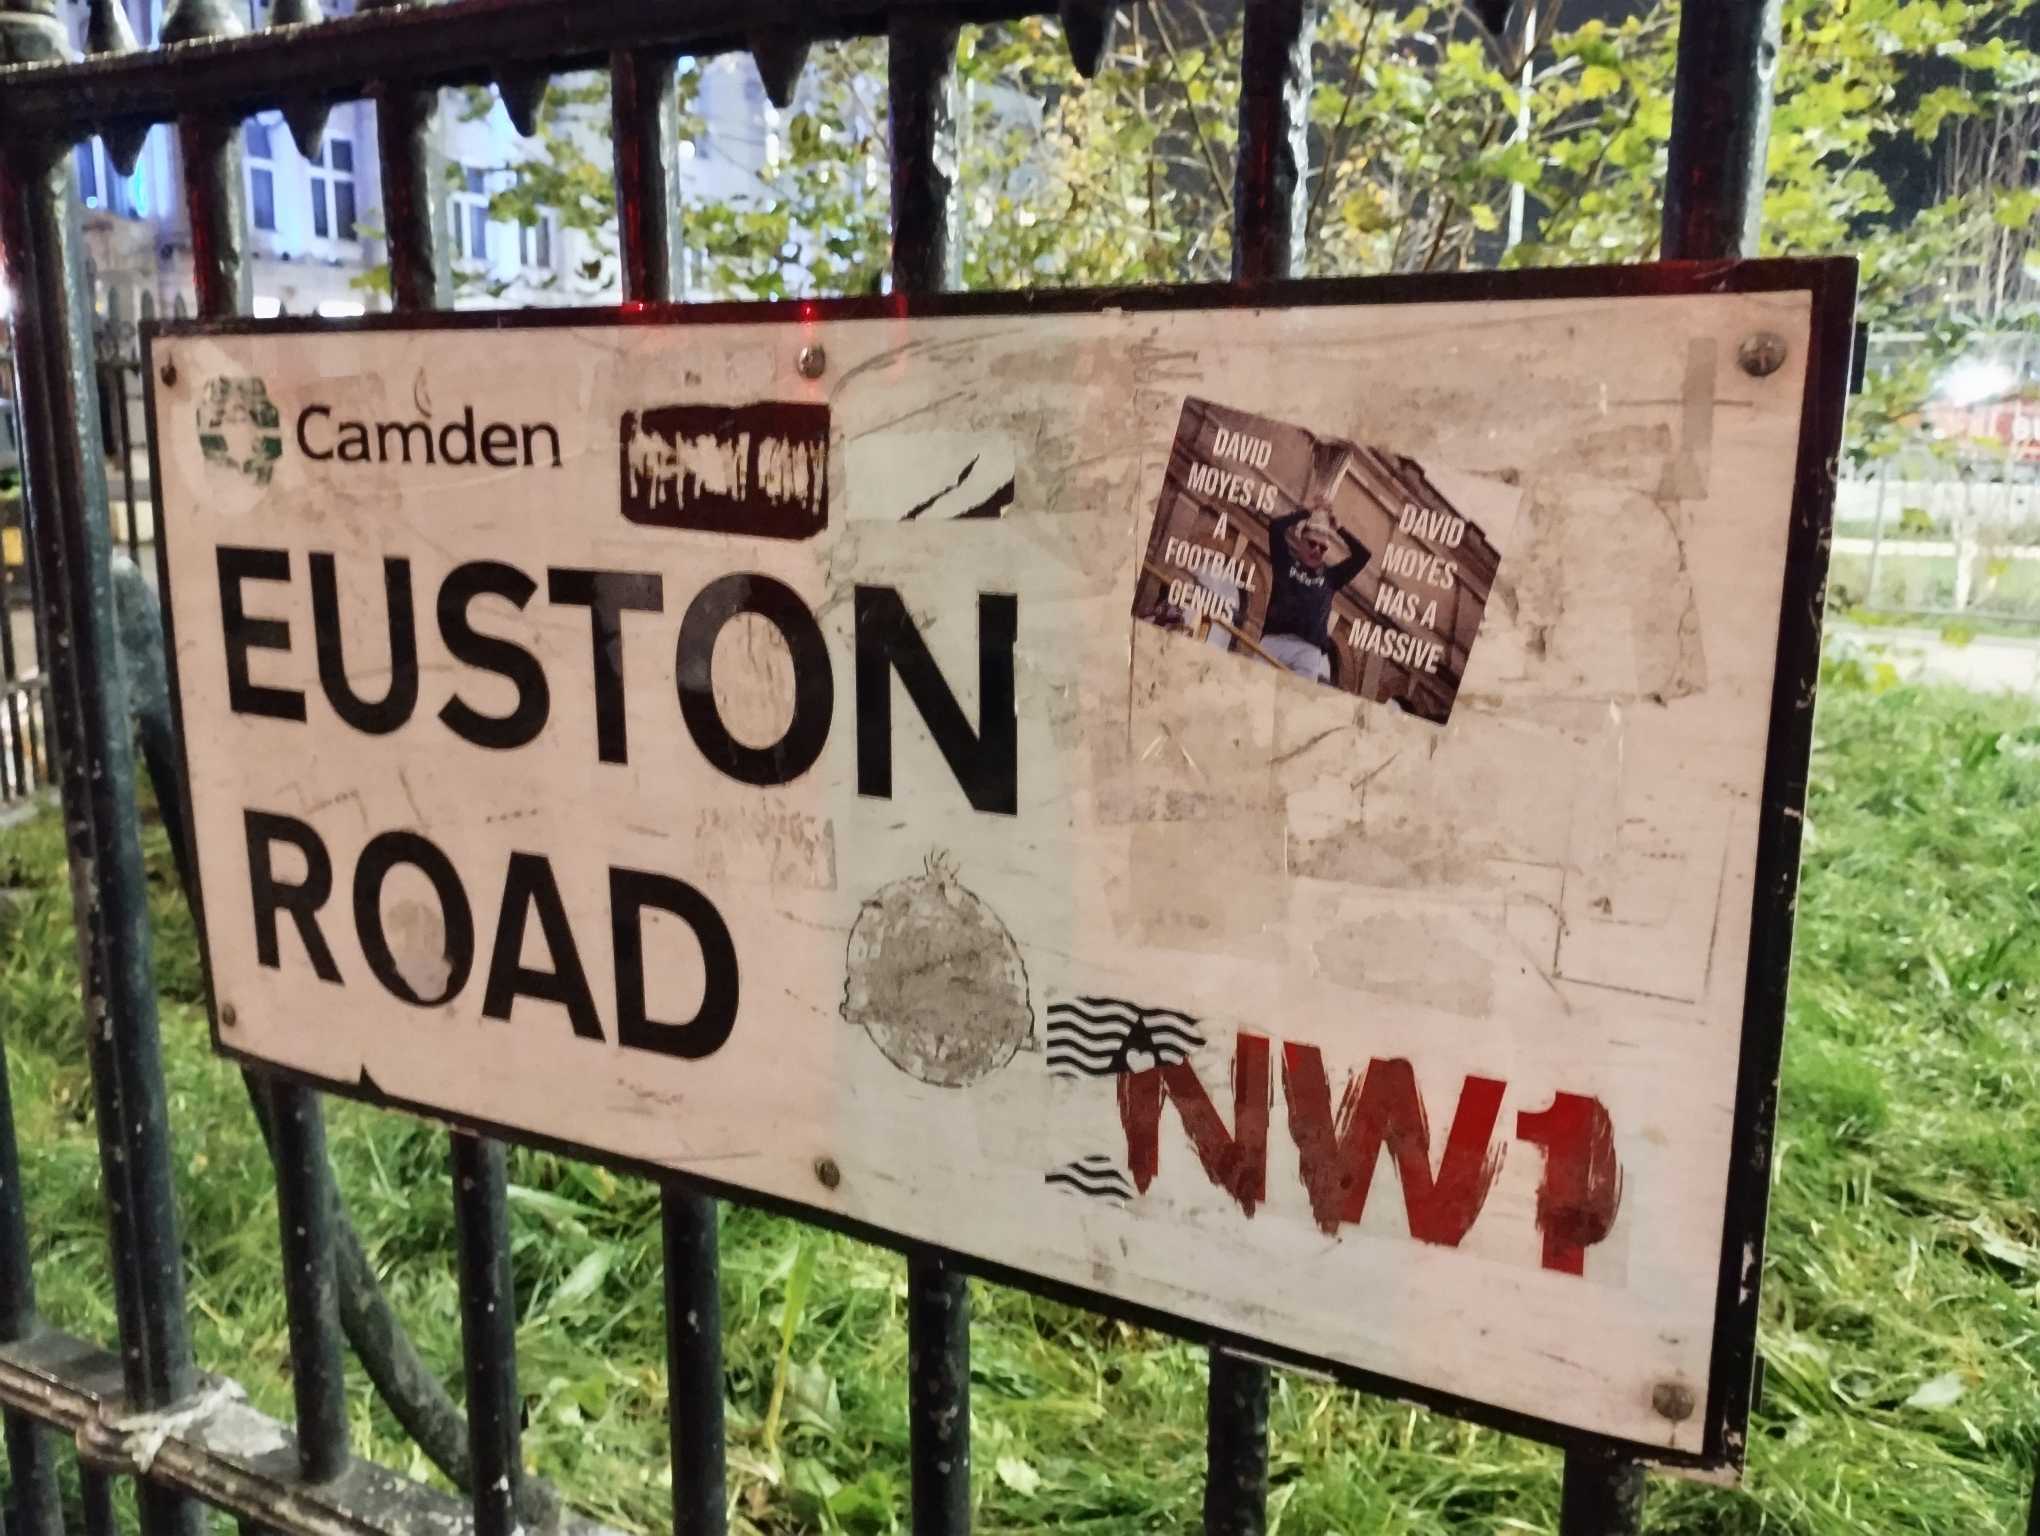 Camden
EUSTON
ROAD
DAVID
MOYES IS
A
FOOTBALL
GENIUS
DAVID
MOYES
HAS A
MASSIVE
NW1